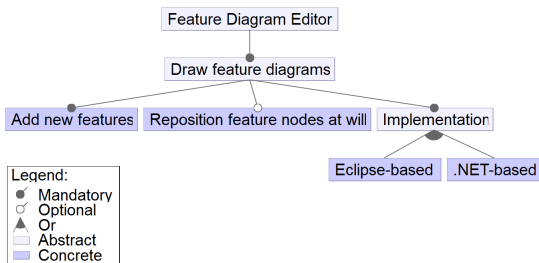 Feature Diagram Editor
Draw feature diagrams
Add new features Reposition feature nodes at will Implementation
Eclipse-based .NET-based
Legend:
Mandatory
Optional
Or
Abstract
Concrete